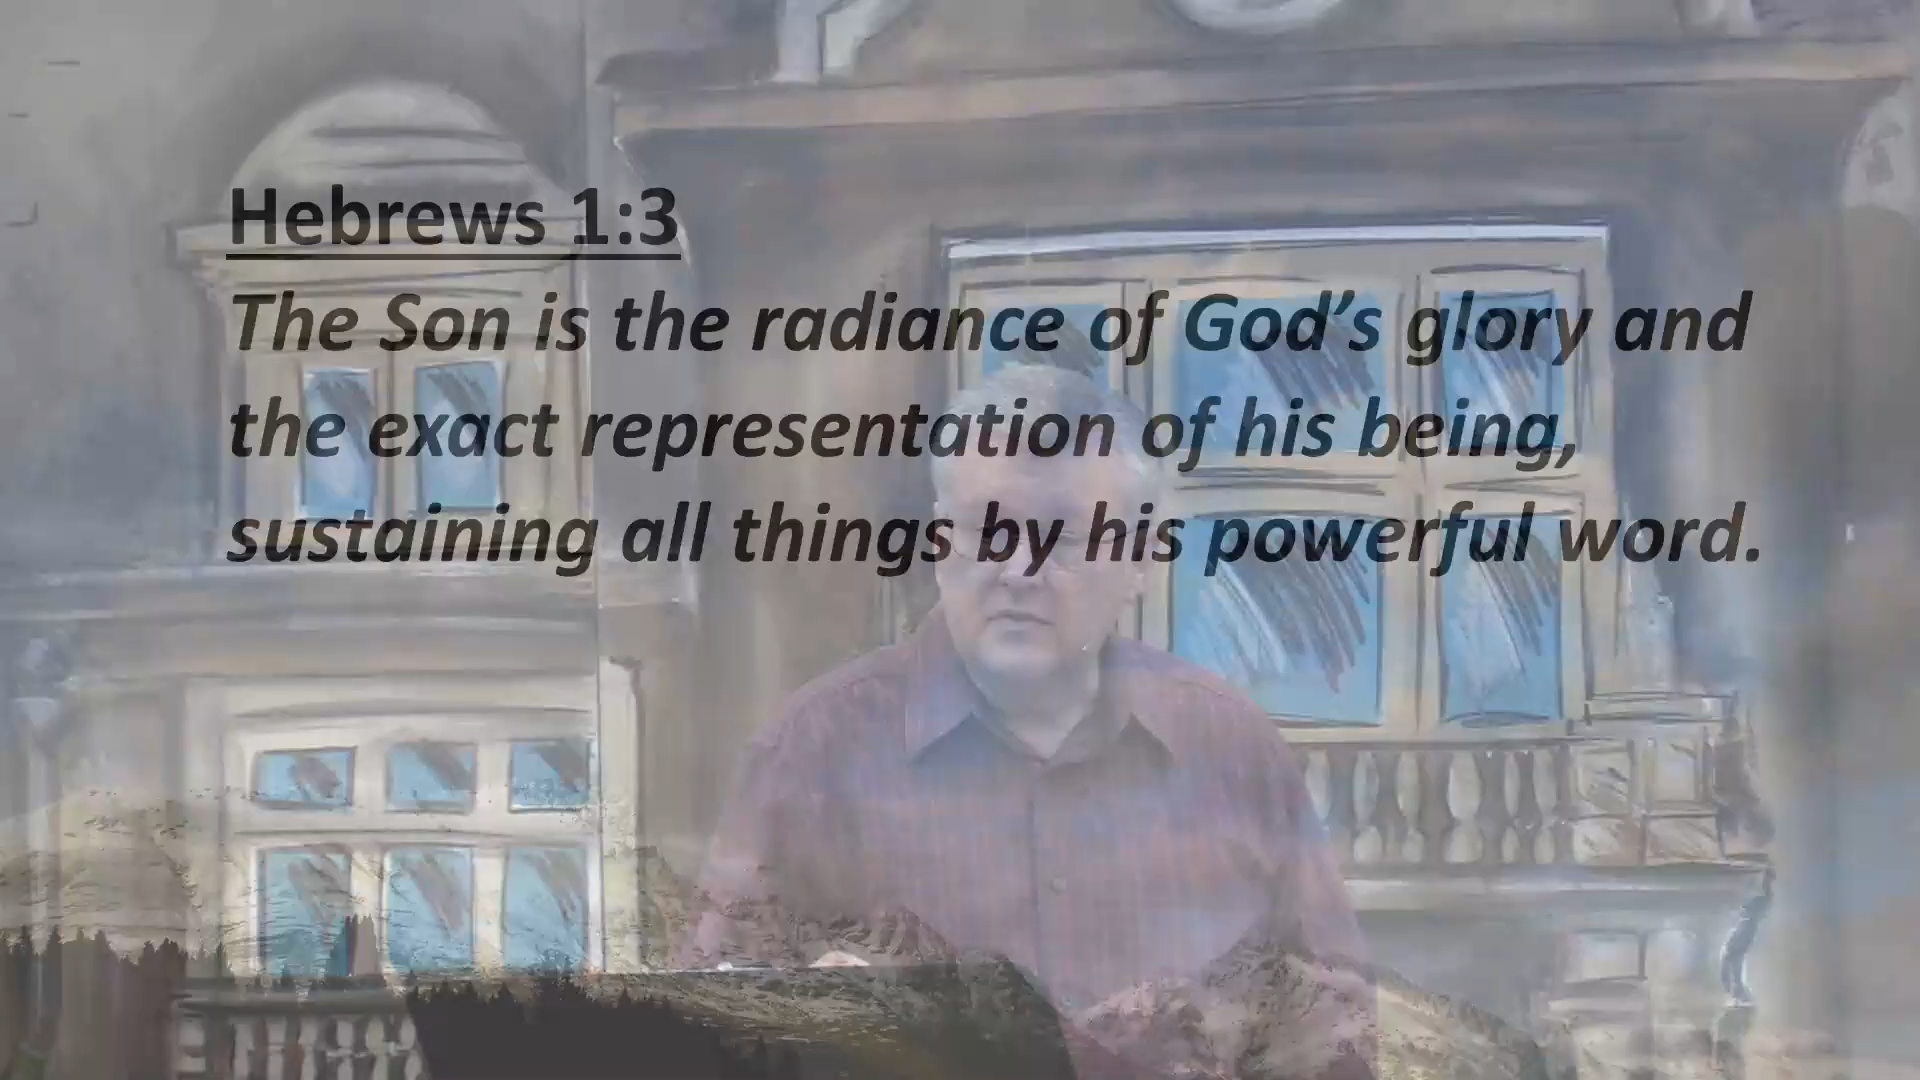 Hebrews 1:3
The Son is the radiance of God’s glory and
the exact representation of his being,
sustaining all things by his powerful word.